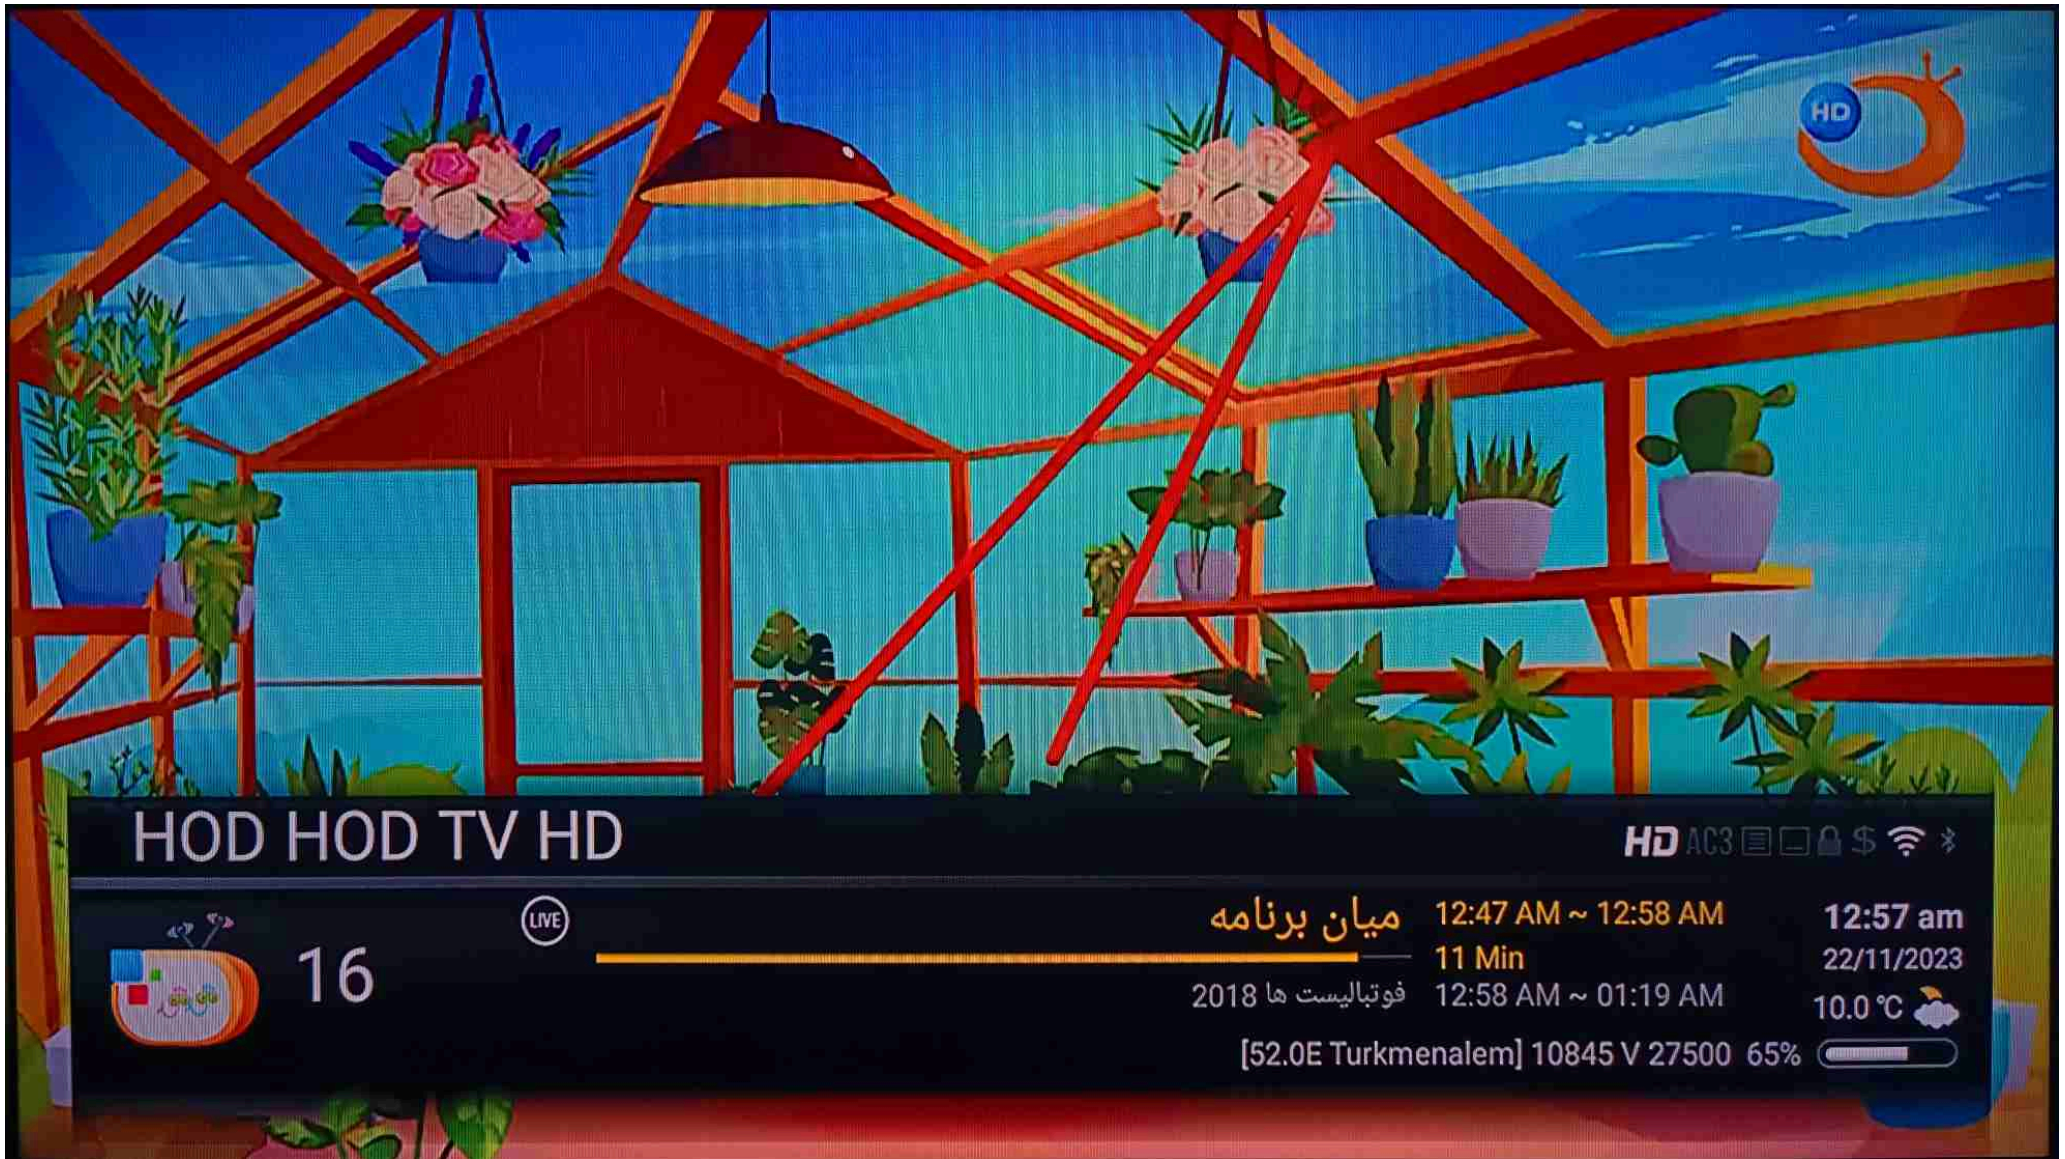 HD
HOD HOD TV HD
HD AC3 $
LIVE
میان برنامه 12:47 AM ~ 12:58 AM
12:57 am
16
11 Min
22/11/2023
فوتبالیست ها 2018 12:58 AM ~ 01:19 AM
10.0 °C
[52.0E Turkmenalem] 10845 V 27500 65%